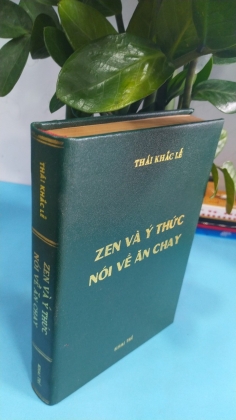 THÁI KHẮC LỄ
ZEN VÀ Ý THỨC
NÓI VỀ ĂN CHAY
THÁI KHẮC LỄ
ZEN VÀ Ý THỨC
NÓI VỀ ĂN CHAY